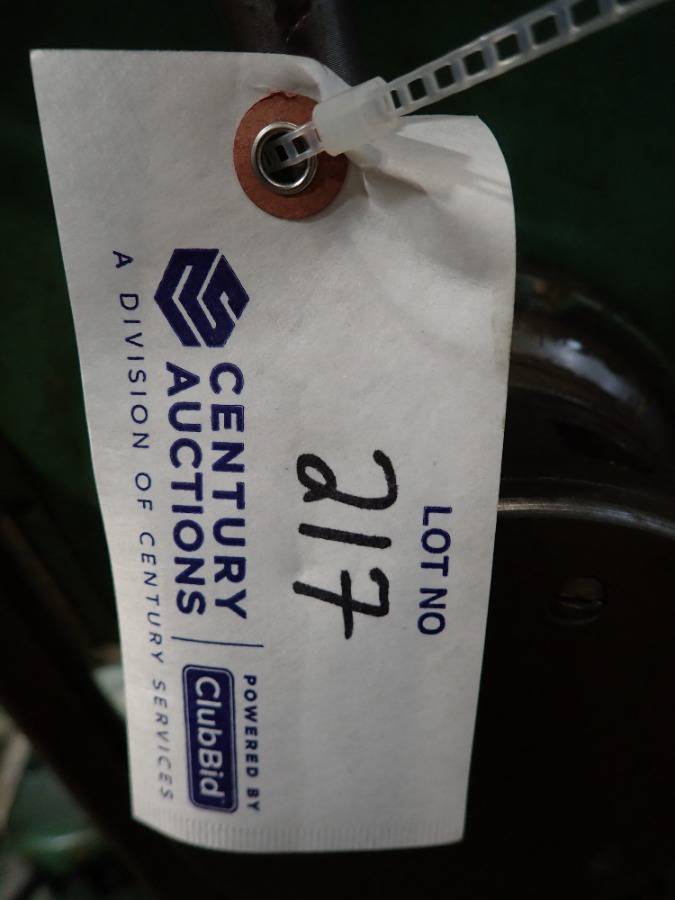 LOT NO
217
CENTURY
AUCTIONS
A DIVISION OF CENTURY SERVICES
POWERED BY
ClubBid